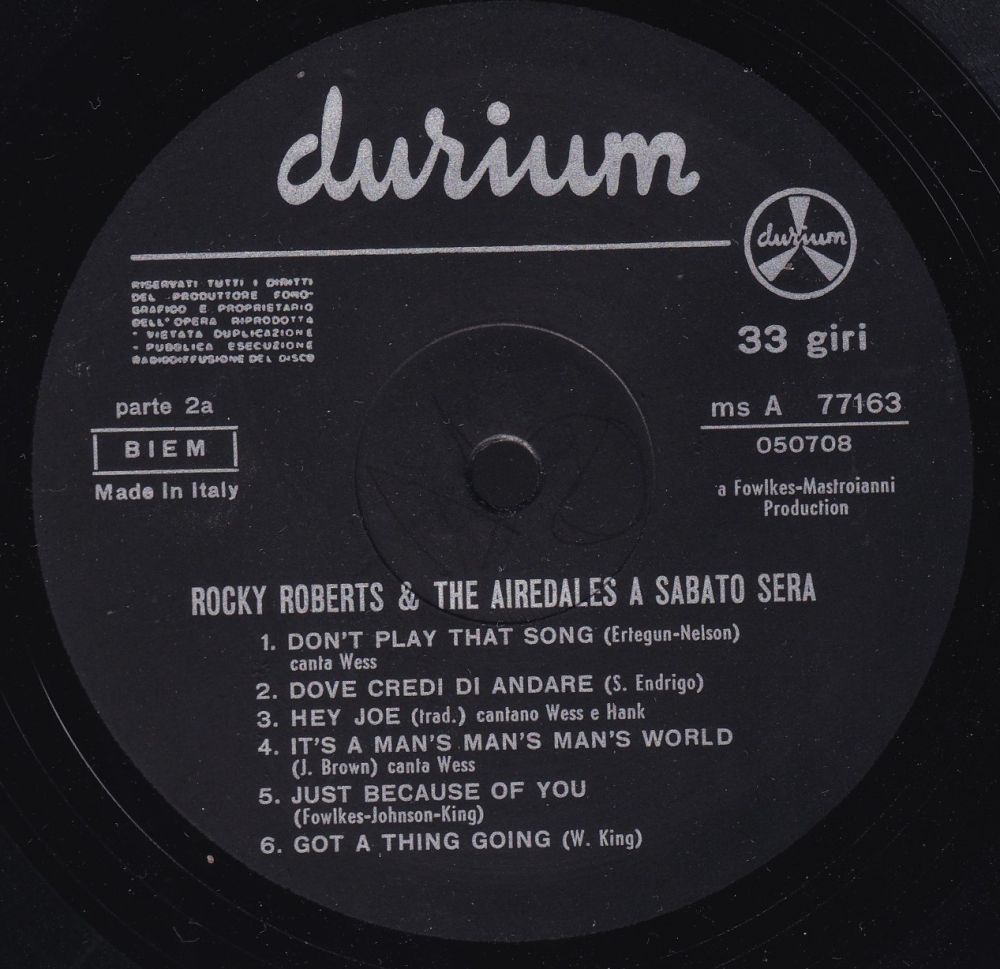 durium
durium
RISERVATI TUTTI I DIRITTI
DEL PRODUTTORE FONO-
GRAFICO E PROPRIETARIO
DELL'OPERA RIPRODOTTA
- VIETATA DUPLICAZIONE
- PUBBLICA ESECUZIONE
RADIODIFFUSIONE DEL DISCO
33 giri
parte 2a
BIEM
Made in Italy
ms A 77163
050708
a Fowlkes-Mastroianni
Production
ROCKY ROBERTS & THE AIREDALES A SABATO SERA
1. DON'T PLAY THAT SONG (Ertegun-Nelson)
canta Wess
2. DOVE CREDI DI ANDARE (S. Endrigo)
3. HEY JOE (trad.) cantano Wess e Hank
4. IT'S A MAN'S MAN'S MAN'S WORLD
(J. Brown) canta Wess
5. JUST BECAUSE OF YOU
(Fowlkes-Johnson-King)
6. GOT A THING GOING (W. King)